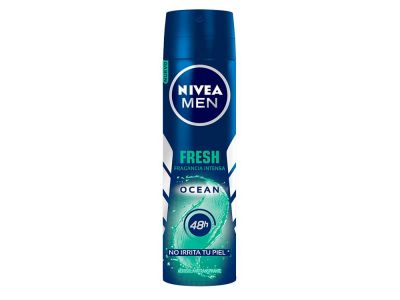 NIVEA
MEN
FRESH
FRAGANCIA INTENSA
OCEAN
48h
NO IRRITA TU PIEL*